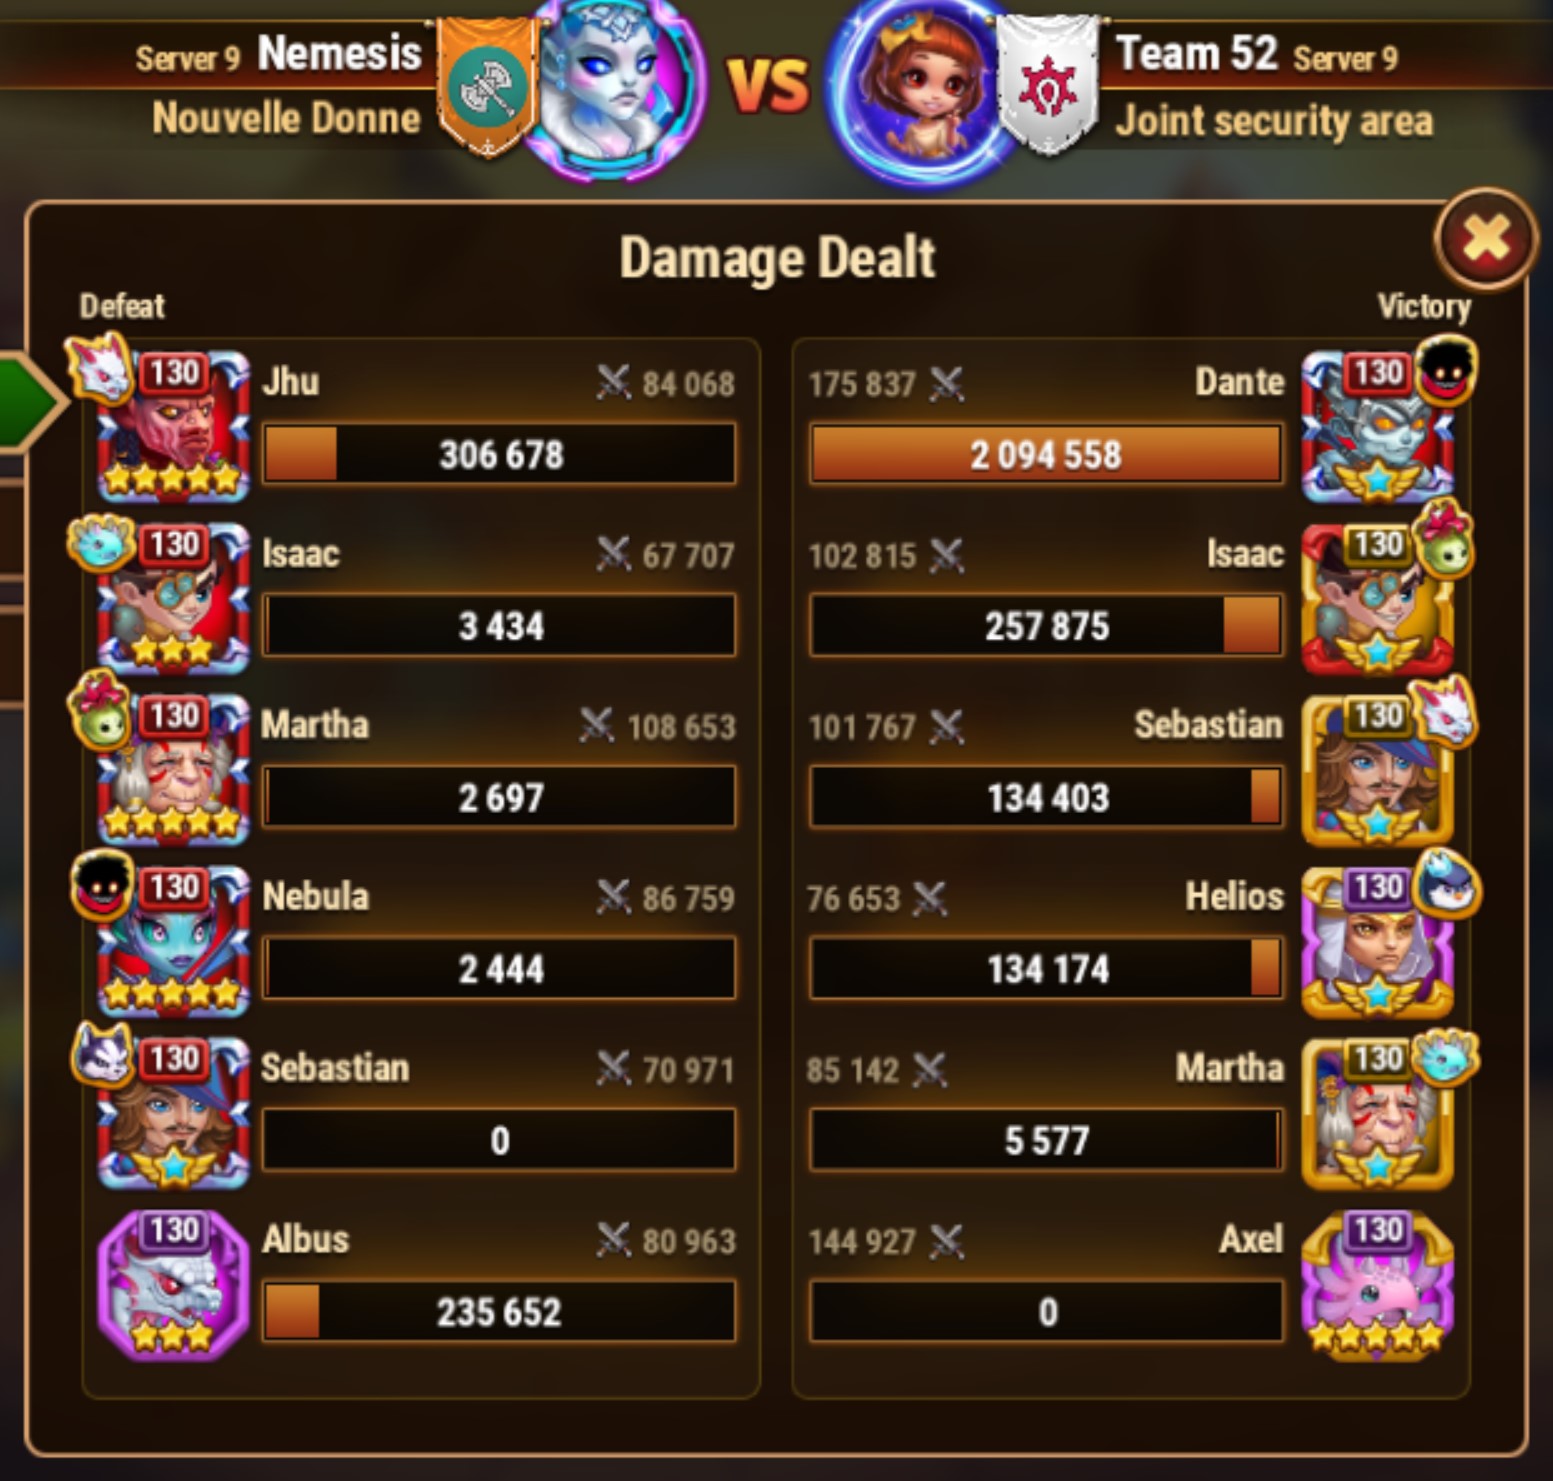 Server 9 Nemesis VS Team 52 Server 9
Nouvelle Donne Joint security area
Damage Dealt
Defeat Victory
130 Jhu 84 068
306 678
175 837 Dante 130
2 094 558
130 Isaac 67 707
3 434
102 815 Isaac 130
257 875
130 Martha 108 653
2 697
101 767 Sebastian 130
134 403
130 Nebula 86 759
2 444
76 653 Helios 130
134 174
130 Sebastian 70 971
0
85 142 Martha 130
5 577
130 Albus 80 963
235 652
144 927 Axel 130
0